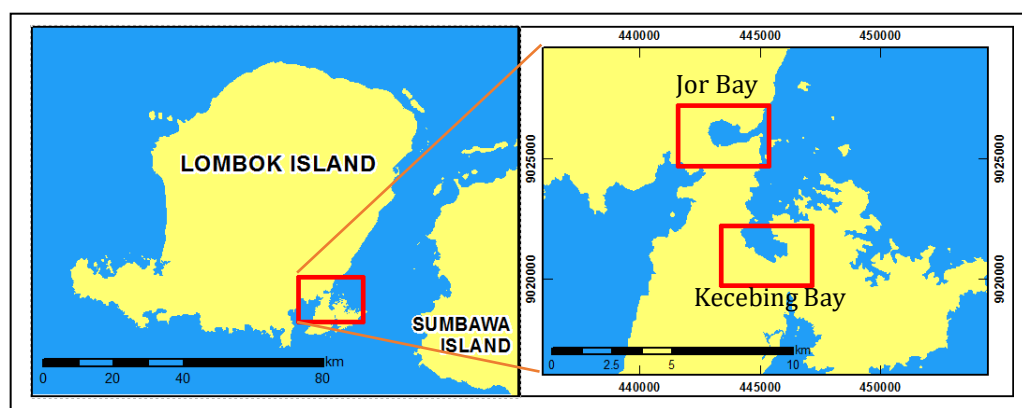 LOMBOK ISLAND
SUMBAWA
ISLAND
km
0 20 40 80
440000 445000 450000
Jor Bay
9025000 9025000
Kecebing Bay
9020000 9020000
km
0 2.5 5 10
440000 445000 450000